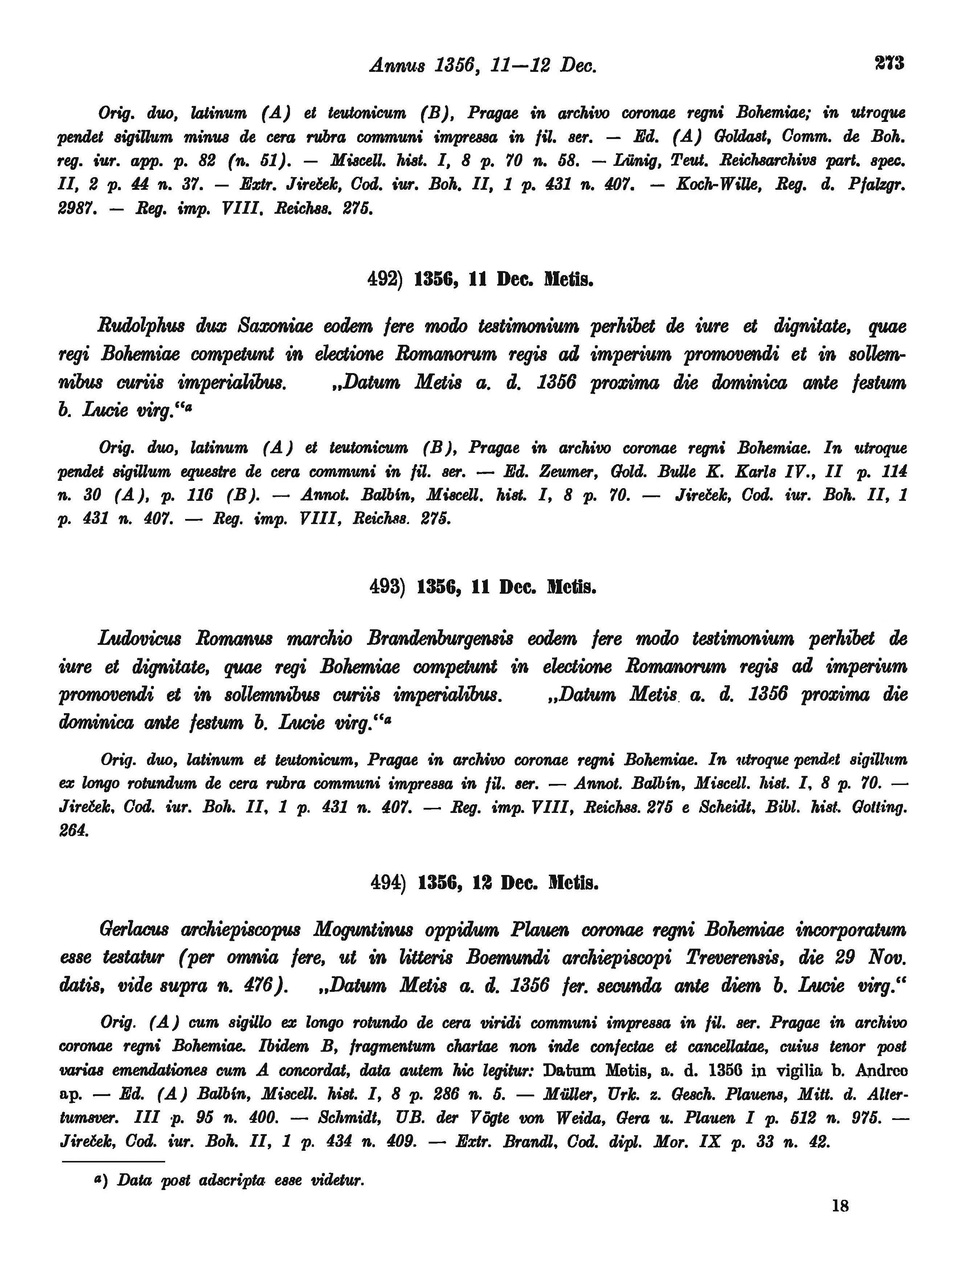 Annus 1356, 11—12 Dec. 273
Orig. duo, latinum (A) et teutonicum (B), Pragae in archivo coronae regni Bohemiae; in utroque
pendet sigillum minus de cera rubra communi impressa in fil. ser. — Ed. (A) Goldast, Comm. de Boh.
reg. iur. app. p. 82 (n. 51). — Miscell. hist. I, 8 p. 70 n. 58. — Lünig, Teut. Reichsarchivs part. spec.
II, 2 p. 44 n. 37. — Extr. Jireček, Cod. iur. Boh. II, 1 p. 431 n. 407. — Koch-Wille, Reg. d. Pfalzgr.
2987. — Reg. imp. VIII, Reichss. 275.
492) 1356, 11 Dec. Metis.
Rudolphus dux Saxoniae eodem fere modo testimonium perhibet de iure et dignitate, quae
regi Bohemiae competunt in electione Romanorum regis ad imperium promovendi et in sollem-
nibus curiis imperialibus. „Datum Metis a. d. 1356 proxima die dominica ante festum
b. Lucie virg.“a
Orig. duo, latinum (A) et teutonicum (B), Pragae in archivo coronae regni Bohemiae. In utroque
pendet sigillum equestre de cera communi in fil. ser. — Ed. Zeumer, Gold. Bulle K. Karls IV., II p. 114
n. 30 (A), p. 116 (B). — Annot. Balbín, Miscell. hist. I, 8 p. 70. — Jireček, Cod. iur. Boh. II, 1
p. 431 n. 407. — Reg. imp. VIII, Reichss. 275.
493) 1356, 11 Dec. Metis.
Ludovicus Romanus marchio Brandenburgensis eodem fere modo testimonium perhibet de
iure et dignitate, quae regi Bohemiae competunt in electione Romanorum regis ad imperium
promovendi et in sollemnibus curiis imperialibus. „Datum Metis a. d. 1356 proxima die
dominica ante festum b. Lucie virg.“a
Orig. duo, latinum et teutonicum, Pragae in archivo coronae regni Bohemiae. In utroque pendet sigillum
ex longo rotundum de cera rubra communi impressa in fil. ser. — Annot. Balbín, Miscell. hist. I, 8 p. 70. —
Jireček, Cod. iur. Boh. II, 1 p. 431 n. 407. — Reg. imp. VIII, Reichss. 275 e Scheidt, Bibl. hist. Gotting.
264.
494) 1356, 12 Dec. Metis.
Gerlacus archiepiscopus Moguntinus oppidum Plauen coronae regni Bohemiae incorporatum
esse testatur (per omnia fere, ut in litteris Boemundi archiepiscopi Treverensis, die 29 Nov.
datis, vide supra n. 476). „Datum Metis a. d. 1356 fer. secunda ante diem b. Lucie virg.“
Orig. (A) cum sigillo ex longo rotundo de cera viridi communi impressa in fil. ser. Pragae in archivo
coronae regni Bohemiae. Ibidem B, fragmentum chartae non inde confectae et cancellatae, cuius tenor post
varias emendationes cum A concordat, data autem hic legitur: Datum Metis, a. d. 1356 in vigilia b. Andree
ap. — Ed. (A) Balbín, Miscell. hist. I, 8 p. 286 n. 5. — Müller, Urk. z. Gesch. Plauens, Mitt. d. Alter-
tumsver. III p. 95 n. 400. — Schmidt, UB. der Vögte von Weida, Gera u. Plauen I p. 512 n. 975. —
Jireček, Cod. iur. Boh. II, 1 p. 434 n. 409. — Extr. Brandl, Cod. dipl. Mor. IX p. 33 n. 42.
a) Data post adscripta esse videtur.
18